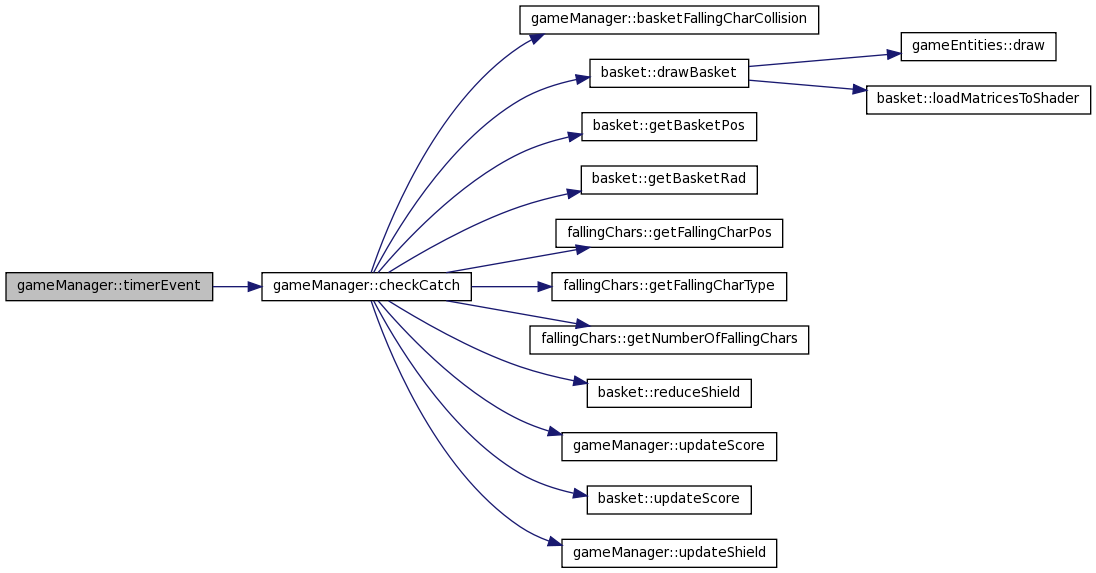 gameManager::basketFallingCharCollision
gameEntities::draw
basket::drawBasket
basket::loadMatricesToShader
basket::getBasketPos
basket::getBasketRad
fallingChars::getFallingCharPos
gameManager::timerEvent
gameManager::checkCatch
fallingChars::getFallingCharType
fallingChars::getNumberOfFallingChars
basket::reduceShield
gameManager::updateScore
basket::updateScore
gameManager::updateShield